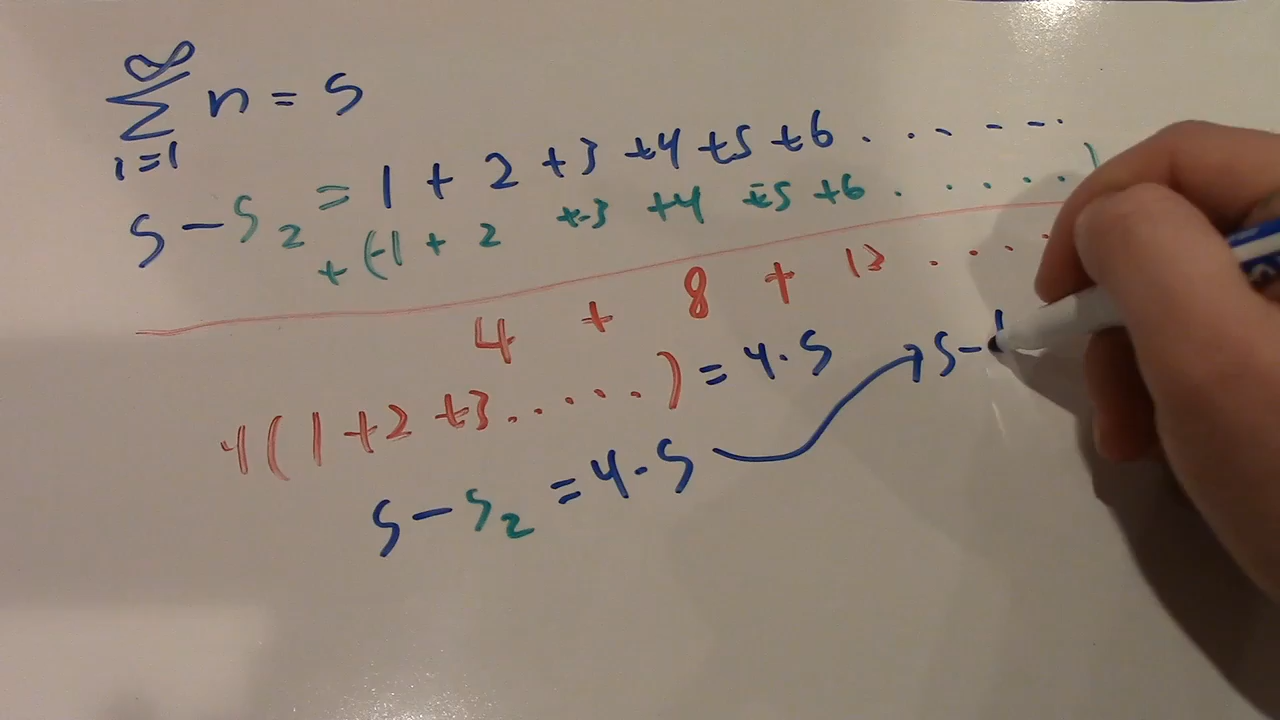 ∞
∑ n = S
i=1
S - S₂ = 1 + 2 + 3 + 4 + 5 + 6 . . . . . .
+ (-1 + 2 + -3 + 4 + -5 + 6 . . . . . )
4 + 8 + 12 . . . .
4 ( 1 + 2 + 3 . . . . . ) = 4 · S
S - S₂ = 4 · S → S -